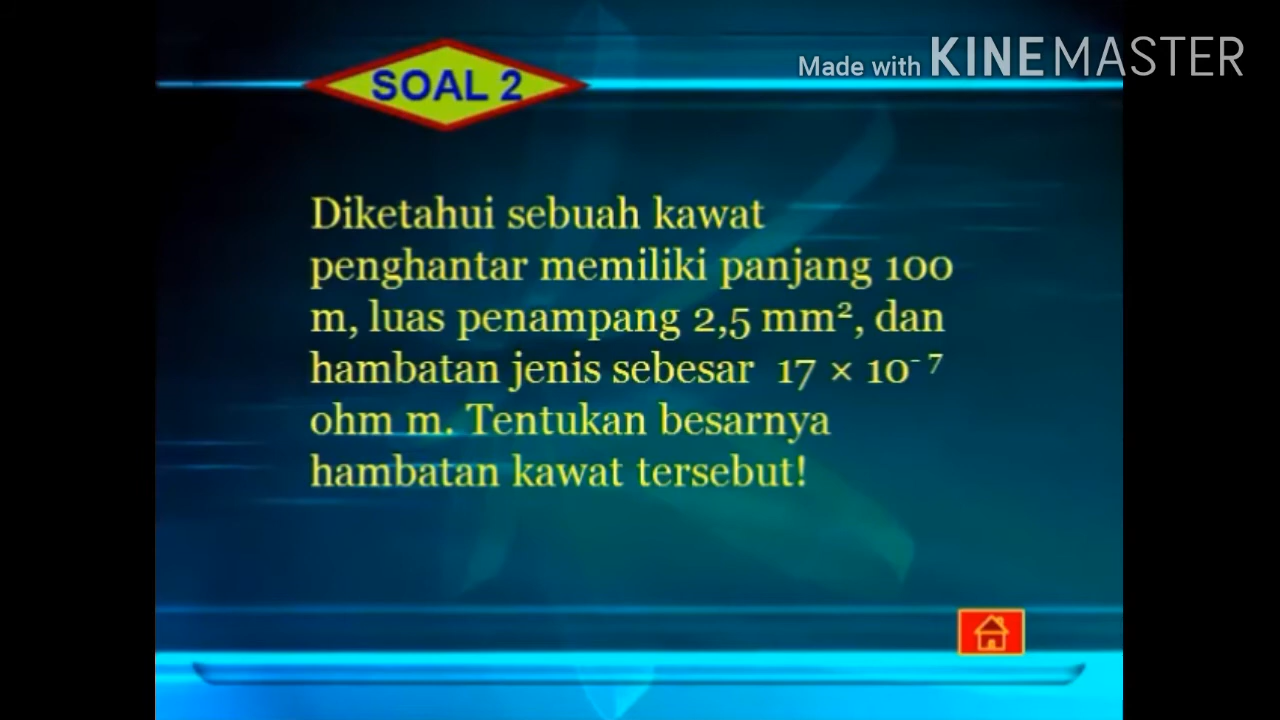 Made with KINEMASTER
SOAL 2
Diketahui sebuah kawat
penghantar memiliki panjang 100
m, luas penampang 2,5 mm², dan
hambatan jenis sebesar 17 × 10⁻⁷
ohm m. Tentukan besarnya
hambatan kawat tersebut!